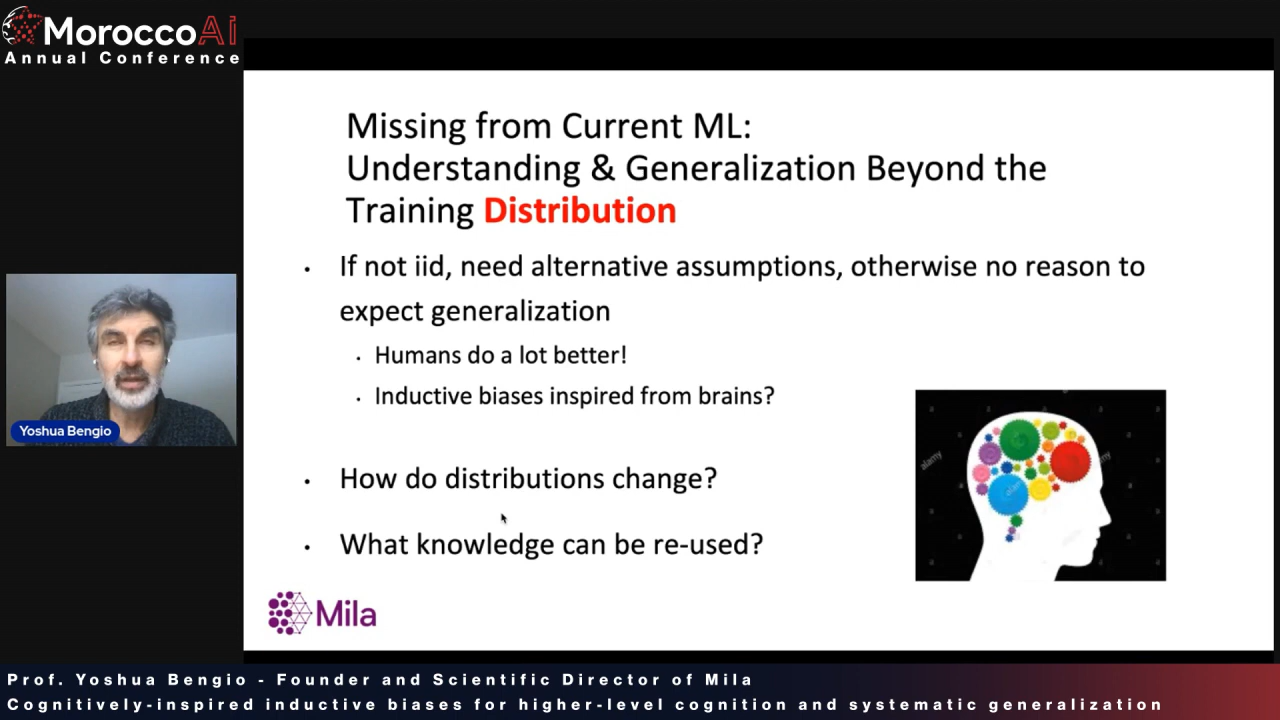 MoroccoAi
Annual Conference
Missing from Current ML:
Understanding & Generalization Beyond the
Training Distribution
• If not iid, need alternative assumptions, otherwise no reason to
expect generalization
• Humans do a lot better!
• Inductive biases inspired from brains?
• How do distributions change?
• What knowledge can be re-used?
alamy
alamy
alamy
Mila
Yoshua Bengio
Prof. Yoshua Bengio - Founder and Scientific Director of Mila
Cognitively-inspired inductive biases for higher-level cognition and systematic generalization